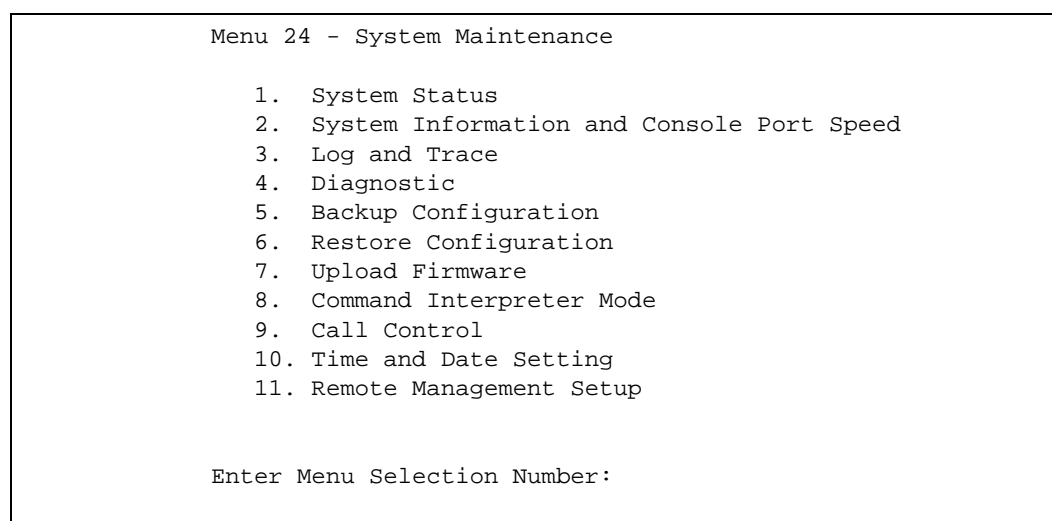 Menu 24 - System Maintenance
1. System Status
2. System Information and Console Port Speed
3. Log and Trace
4. Diagnostic
5. Backup Configuration
6. Restore Configuration
7. Upload Firmware
8. Command Interpreter Mode
9. Call Control
10. Time and Date Setting
11. Remote Management Setup
Enter Menu Selection Number: